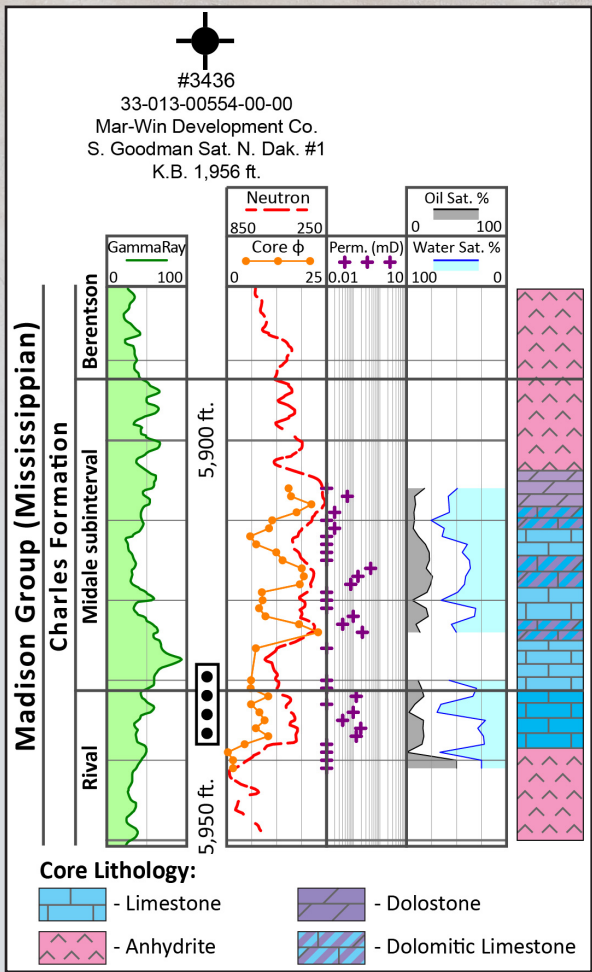 #3436
33-013-00554-00-00
Mar-Win Development Co.
S. Goodman Sat. N. Dak. #1
K.B. 1,956 ft.
Neutron
850 250
Oil Sat. %
0 100
GammaRay
0 100
Core ϕ
0 25
Perm. (mD)
0.01 10
Water Sat. %
100 0
Madison Group (Mississippian)
Charles Formation
Berentson
Midale subinterval
Rival
5,900 ft.
5,950 ft.
Core Lithology:
- Limestone
- Dolostone
- Anhydrite
- Dolomitic Limestone